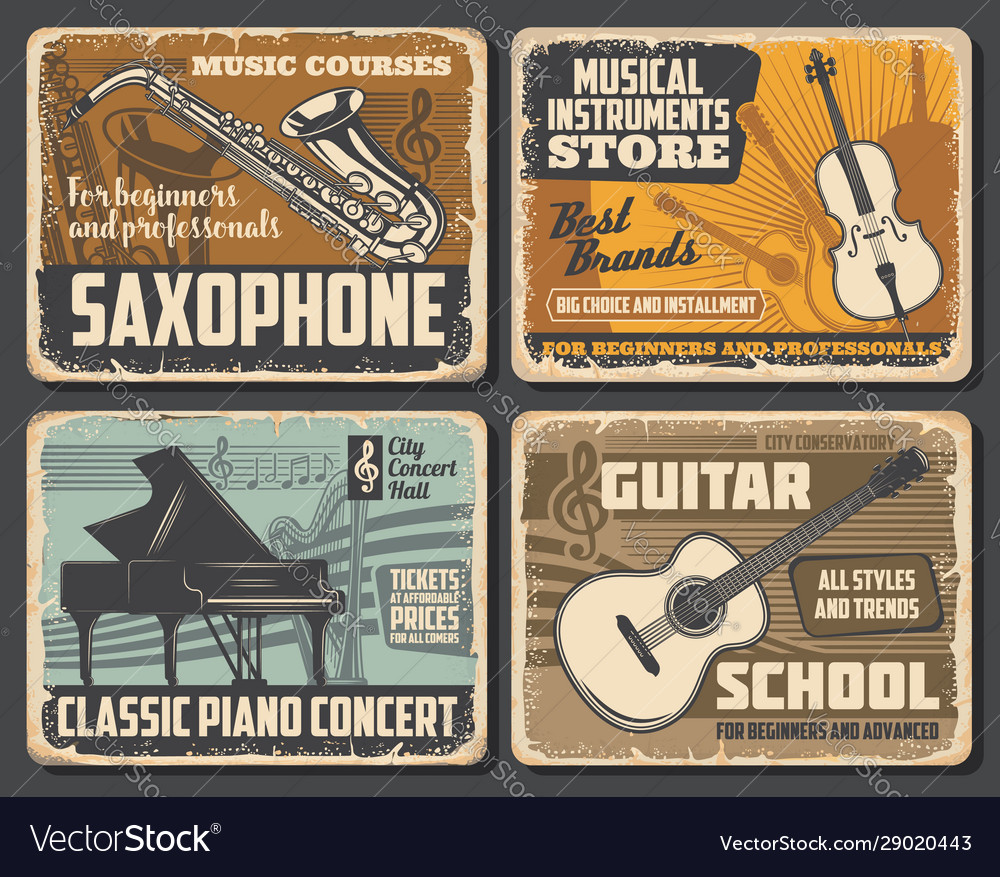 MUSIC COURSES
For beginners
and professonals
SAXOPHONE
MUSICAL
INSTRUMENTS
STORE
Best
Brands
BIG CHOICE AND INSTALLMENT
FOR BEGINNERS AND PROFESSONALS
City
Concert
Hall
TICKETS
AT AFFORDABLE
PRICES
FOR ALL COMERS
CLASSIC PIANO CONCERT
CITY CONSERVATORY
GUITAR
ALL STYLES
AND TRENDS
SCHOOL
FOR BEGINNERS AND ADVANCED
VectorStock®
VectorStock.com/29020443